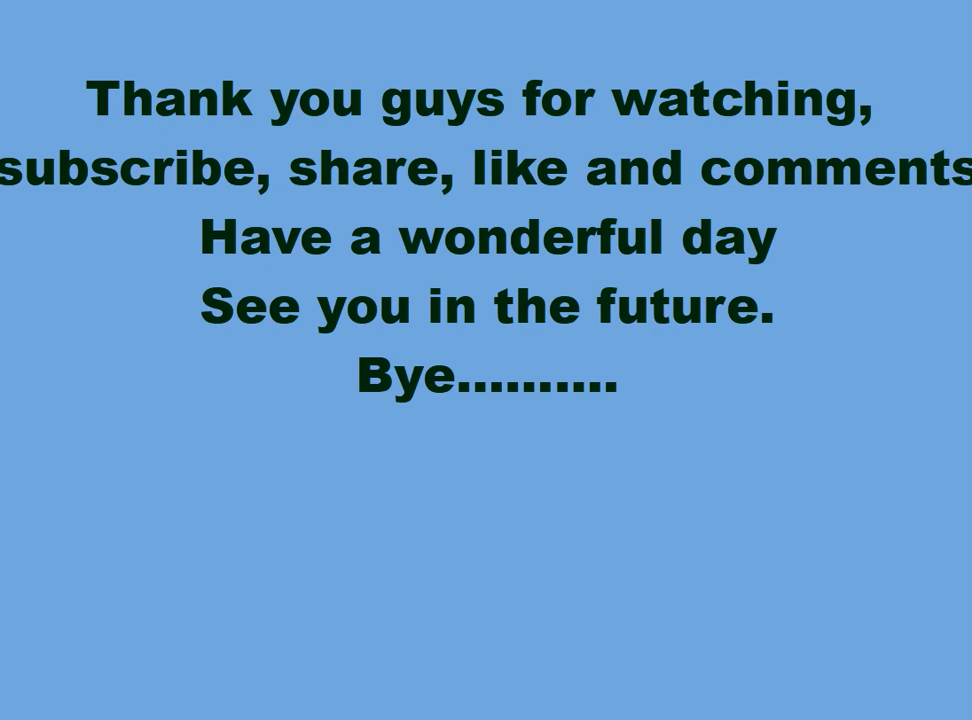 Thank you guys for watching,
subscribe, share, like and comments
Have a wonderful day
See you in the future.
Bye..........